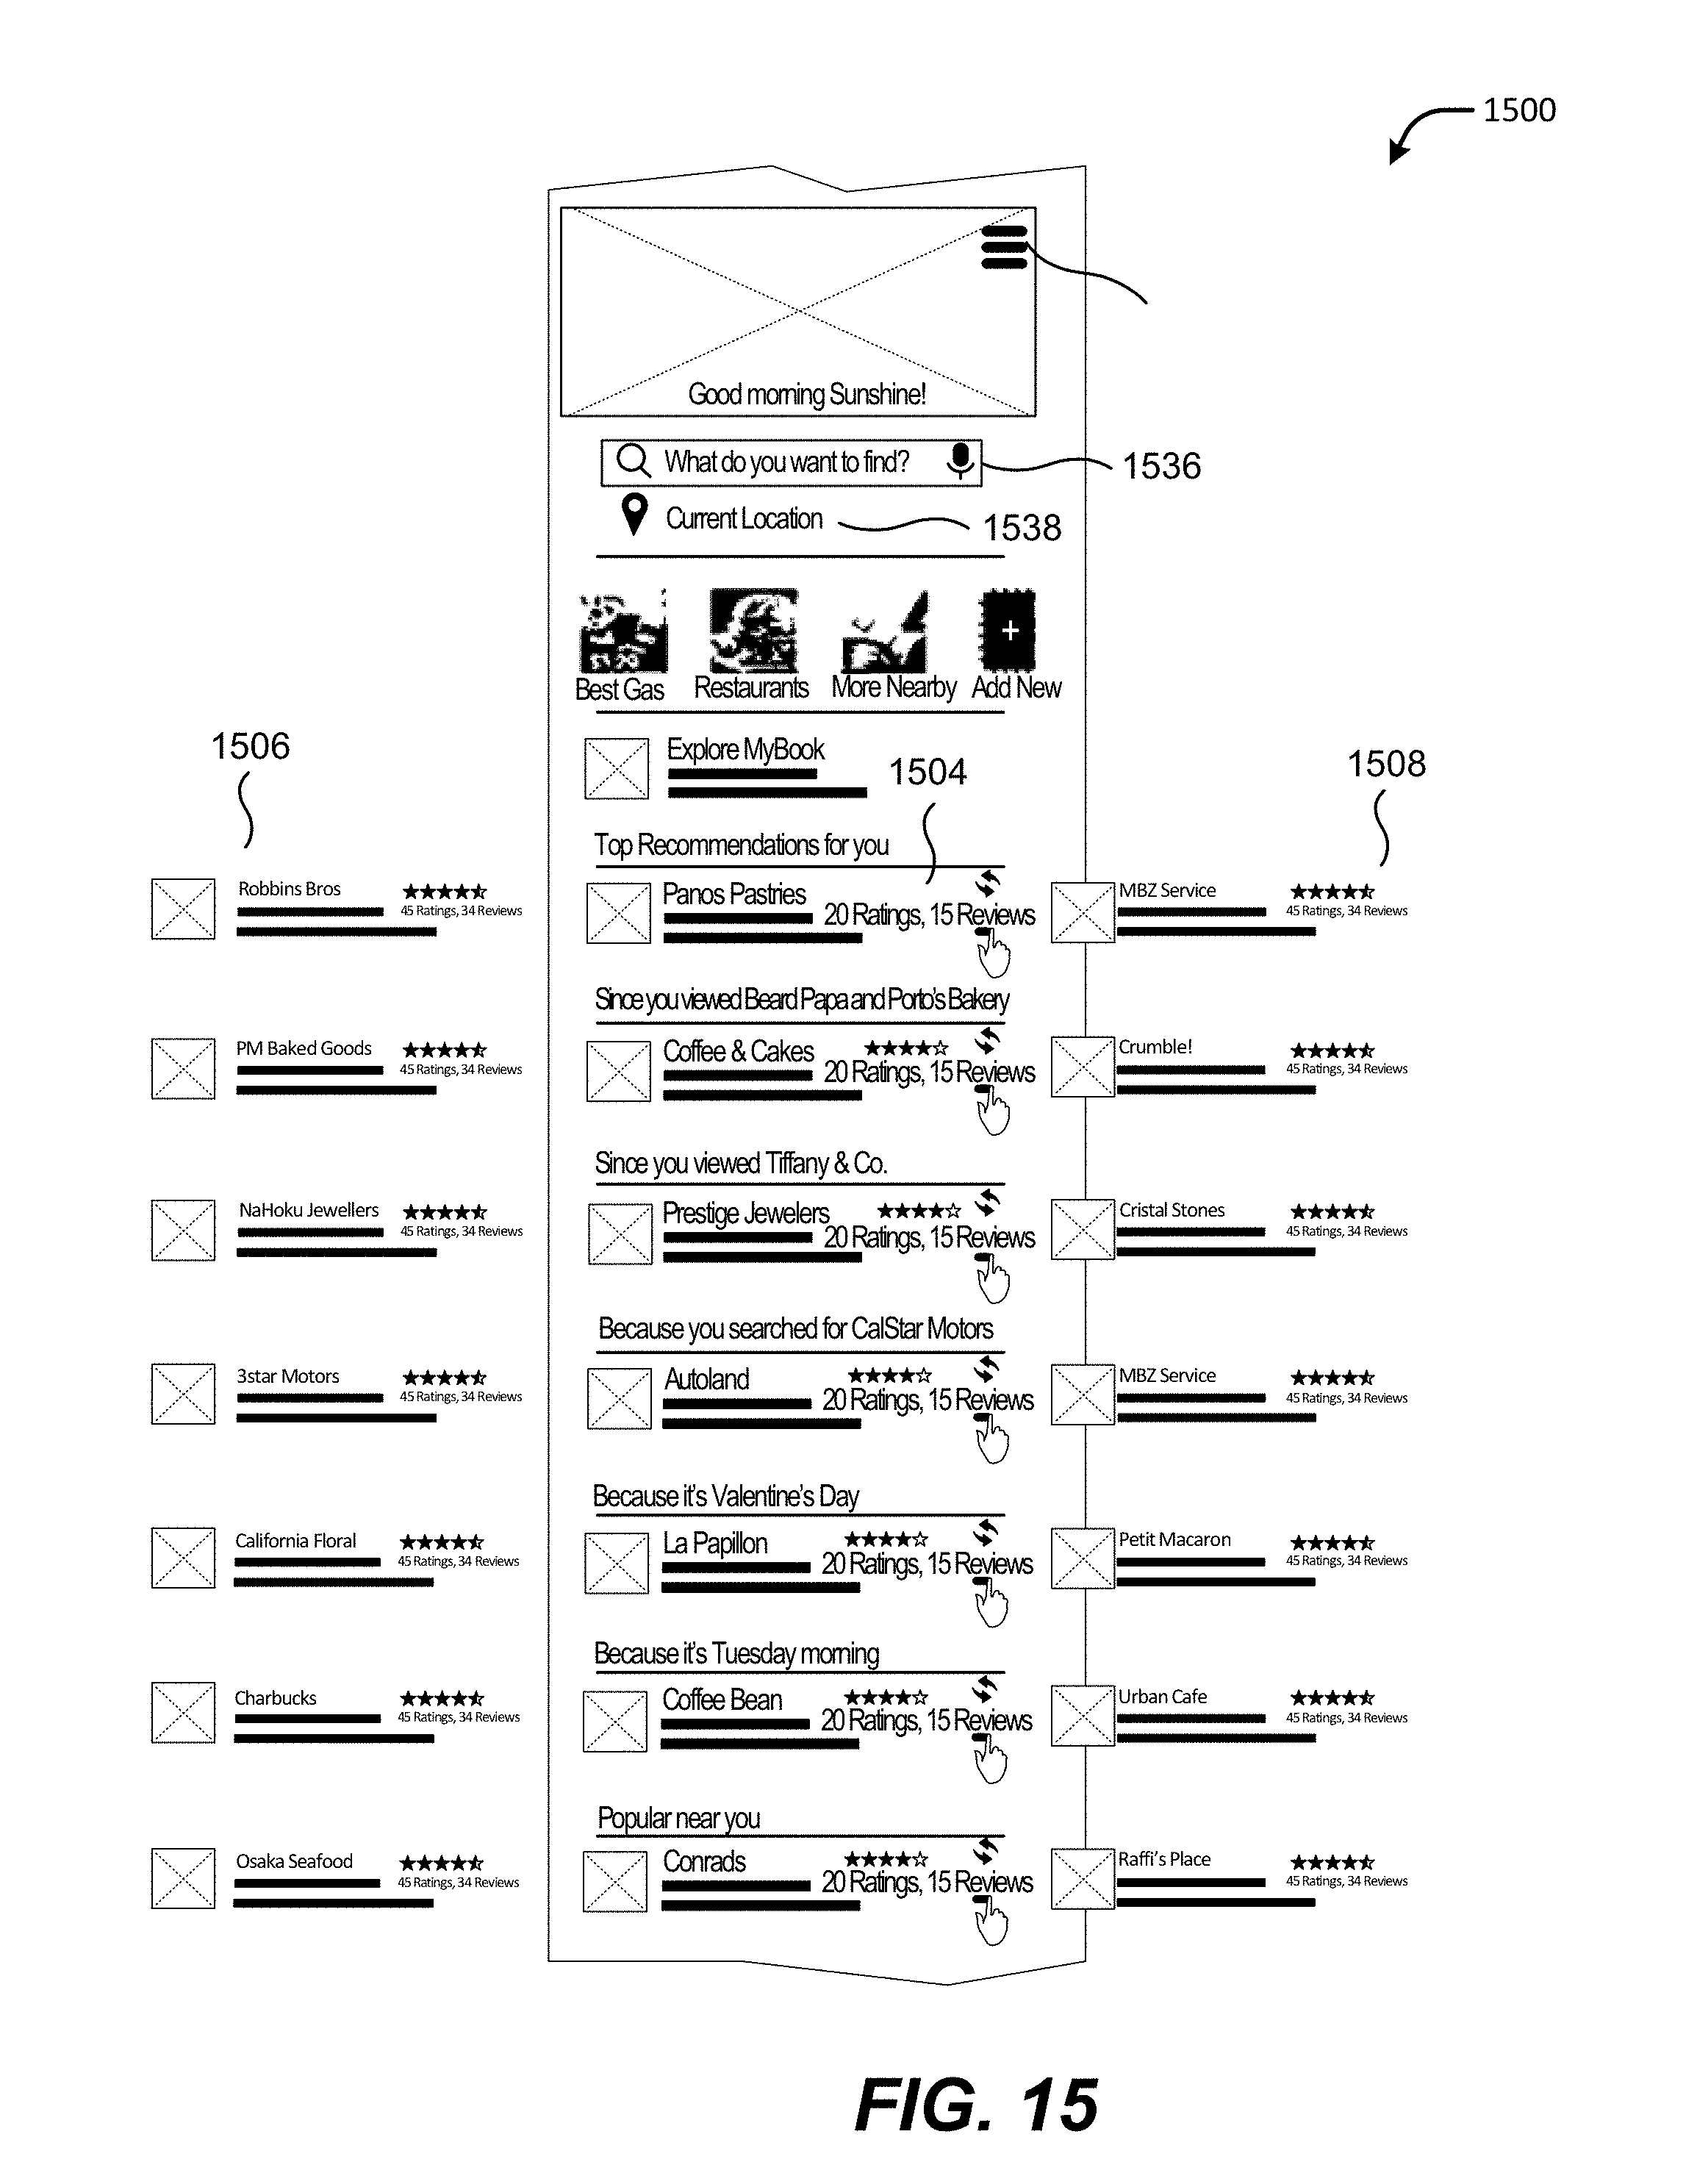 1500
Good morning Sunshine!
What do you want to find?
1536
Current Location
1538
Best Gas
Restaurants
More Nearby
Add New
+
1506
Explore MyBook
1504
1508
Top Recommendations for you
Robbins Bros
45 Ratings, 34 Reviews
Panos Pastries
20 Ratings, 15 Reviews
MBZ Service
45 Ratings, 34 Reviews
Since you viewed Beard Papa and Porto's Bakery
PM Baked Goods
45 Ratings, 34 Reviews
Coffee & Cakes
20 Ratings, 15 Reviews
Crumble!
45 Ratings, 34 Reviews
Since you viewed Tiffany & Co.
NaHoku Jewellers
45 Ratings, 34 Reviews
Prestige Jewelers
20 Ratings, 15 Reviews
Cristal Stones
45 Ratings, 34 Reviews
Because you searched for CalStar Motors
3star Motors
45 Ratings, 34 Reviews
Autoland
20 Ratings, 15 Reviews
MBZ Service
45 Ratings, 34 Reviews
Because it's Valentine's Day
California Floral
45 Ratings, 34 Reviews
La Papillon
20 Ratings, 15 Reviews
Petit Macaron
45 Ratings, 34 Reviews
Because it's Tuesday morning
Charbucks
45 Ratings, 34 Reviews
Coffee Bean
20 Ratings, 15 Reviews
Urban Cafe
45 Ratings, 34 Reviews
Popular near you
Osaka Seafood
45 Ratings, 34 Reviews
Conrads
20 Ratings, 15 Reviews
Raffi's Place
45 Ratings, 34 Reviews
FIG. 15